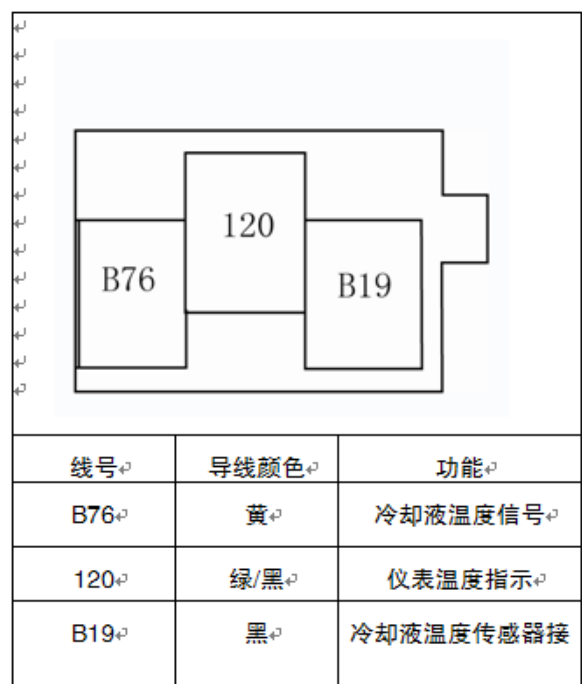 120
B76
B19
线号 导线颜色 功能
B76 黄 冷却液温度信号
120 绿/黑 仪表温度指示
B19 黑 冷却液温度传感器接